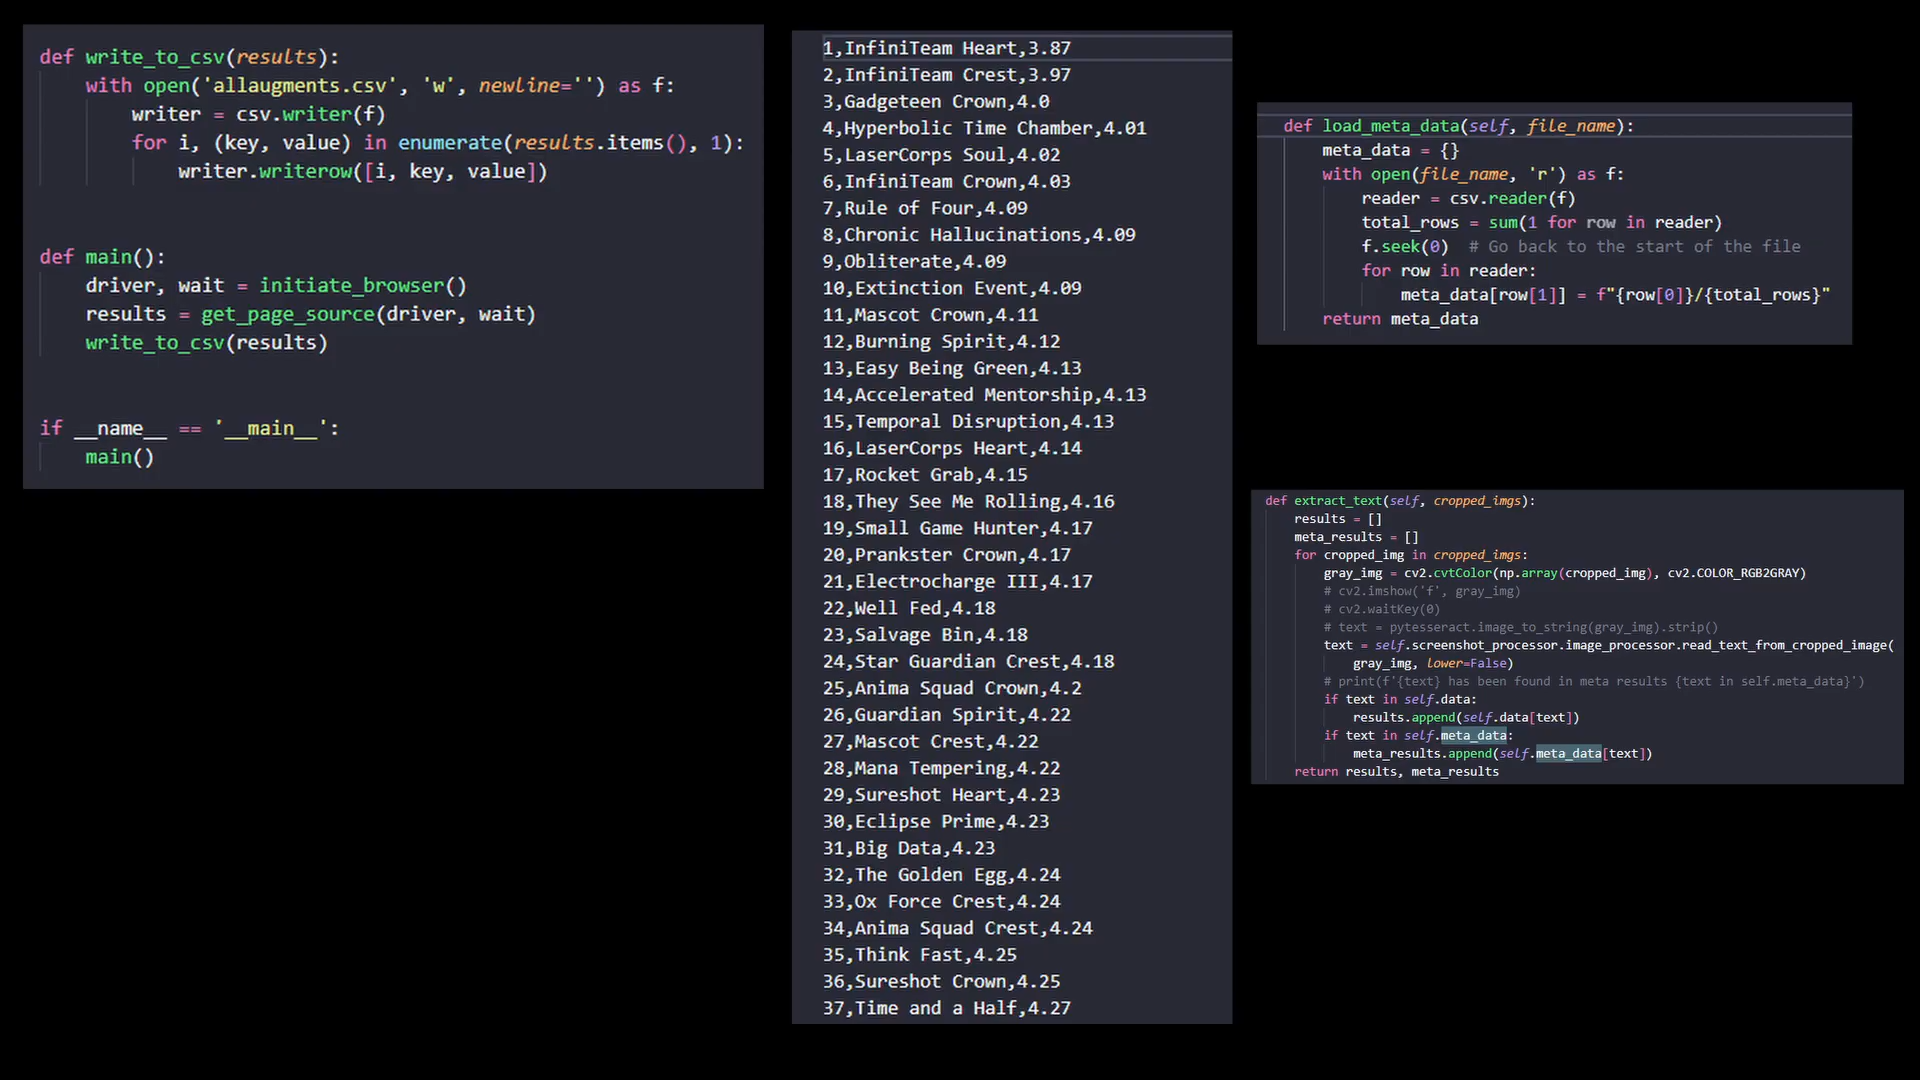 def write_to_csv(results):
    with open('allaugments.csv', 'w', newline='') as f:
        writer = csv.writer(f)
        for i, (key, value) in enumerate(results.items(), 1):
            writer.writerow([i, key, value])
def main():
    driver, wait = initiate_browser()
    results = get_page_source(driver, wait)
    write_to_csv(results)
if __name__ == '__main__':
    main()
1,InfiniTeam Heart,3.87
2,InfiniTeam Crest,3.97
3,Gadgeteen Crown,4.0
4,Hyperbolic Time Chamber,4.01
5,LaserCorps Soul,4.02
6,InfiniTeam Crown,4.03
7,Rule of Four,4.09
8,Chronic Hallucinations,4.09
9,Obliterate,4.09
10,Extinction Event,4.09
11,Mascot Crown,4.11
12,Burning Spirit,4.12
13,Easy Being Green,4.13
14,Accelerated Mentorship,4.13
15,Temporal Disruption,4.13
16,LaserCorps Heart,4.14
17,Rocket Grab,4.15
18,They See Me Rolling,4.16
19,Small Game Hunter,4.17
20,Prankster Crown,4.17
21,Electrocharge III,4.17
22,Well Fed,4.18
23,Salvage Bin,4.18
24,Star Guardian Crest,4.18
25,Anima Squad Crown,4.2
26,Guardian Spirit,4.22
27,Mascot Crest,4.22
28,Mana Tempering,4.22
29,Sureshot Heart,4.23
30,Eclipse Prime,4.23
31,Big Data,4.23
32,The Golden Egg,4.24
33,Ox Force Crest,4.24
34,Anima Squad Crest,4.24
35,Think Fast,4.25
36,Sureshot Crown,4.25
37,Time and a Half,4.27
def load_meta_data(self, file_name):
    meta_data = {}
    with open(file_name, 'r') as f:
        reader = csv.reader(f)
        total_rows = sum(1 for row in reader)
        f.seek(0)  # Go back to the start of the file
        for row in reader:
            meta_data[row[1]] = f"{row[0]}/{total_rows}"
    return meta_data
def extract_text(self, cropped_imgs):
    results = []
    meta_results = []
    for cropped_img in cropped_imgs:
        gray_img = cv2.cvtColor(np.array(cropped_img), cv2.COLOR_RGB2GRAY)
        # cv2.imshow('f', gray_img)
        # cv2.waitKey(0)
        # text = pytesseract.image_to_string(gray_img).strip()
        text = self.screenshot_processor.image_processor.read_text_from_cropped_image(
            gray_img, lower=False)
        # print(f'{text} has been found in meta results {text in self.meta_data}')
        if text in self.data:
            results.append(self.data[text])
        if text in self.meta_data:
            meta_results.append(self.meta_data[text])
    return results, meta_results